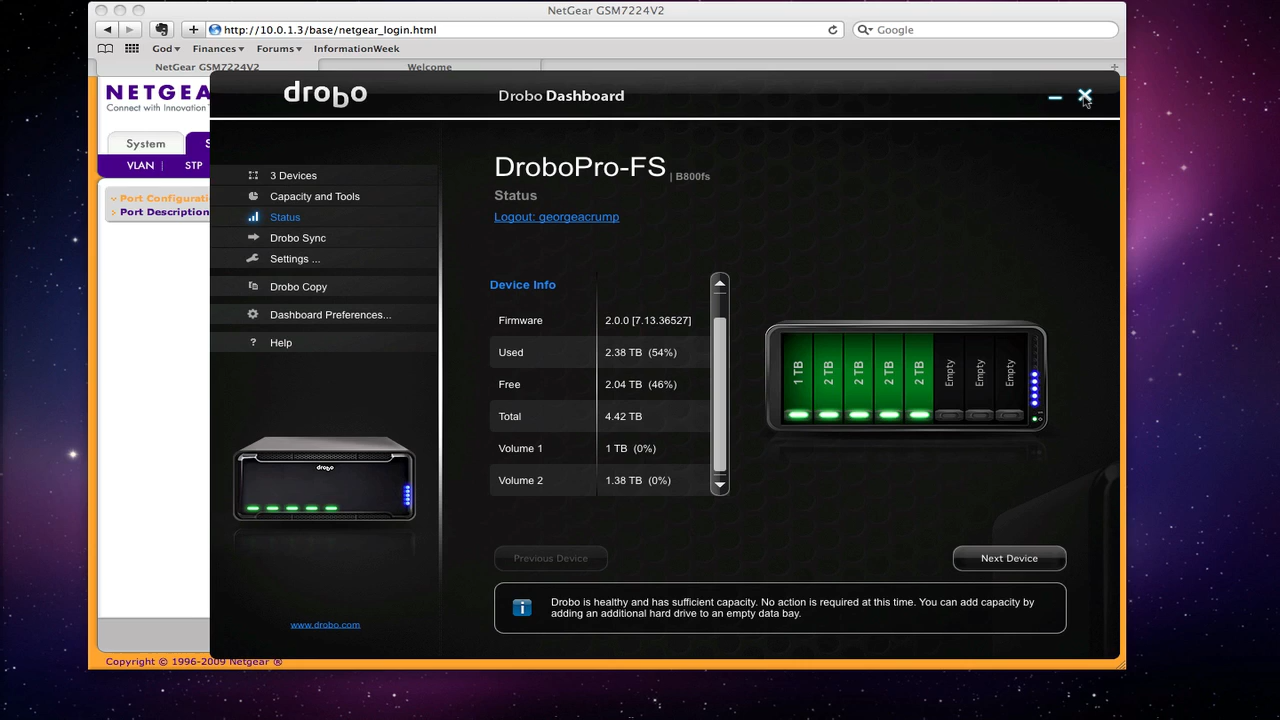 NetGear GSM7224V2
http://10.0.1.3/base/netgear_login.html
Google
God
Finances
Forums
InformationWeek
NetGear GSM7224V2
Welcome
NETGEA
Connect with Innovation
System
VLAN
STP
Port Configurati
Port Description
Copyright © 1996-2009 Netgear ®
drobo
Drobo Dashboard
3 Devices
Capacity and Tools
Status
Drobo Sync
Settings ...
Drobo Copy
Dashboard Preferences...
? Help
drobo
www.drobo.com
DroboPro-FS | B800fs
Status
Logout: georgeacrump
Device Info
Firmware 2.0.0 [7.13.36527]
Used 2.38 TB (54%)
Free 2.04 TB (46%)
Total 4.42 TB
Volume 1 1 TB (0%)
Volume 2 1.38 TB (0%)
1 TB
2 TB
2 TB
2 TB
2 TB
Empty
Empty
Empty
Previous Device
Next Device
Drobo is healthy and has sufficient capacity. No action is required at this time. You can add capacity by
adding an additional hard drive to an empty data bay.